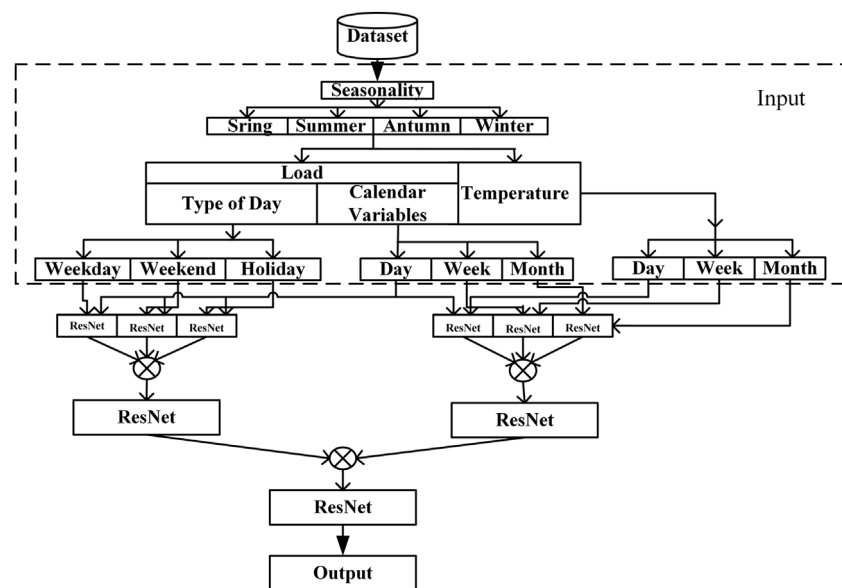 Dataset
Input
Seasonality
Sring Summer Antumn Winter
Load
Temperature
Type of Day
Calendar
Variables
Weekday Weekend Holiday
Day Week Month
Day Week Month
ResNet ResNet ResNet
ResNet ResNet ResNet
ResNet
ResNet
ResNet
Output